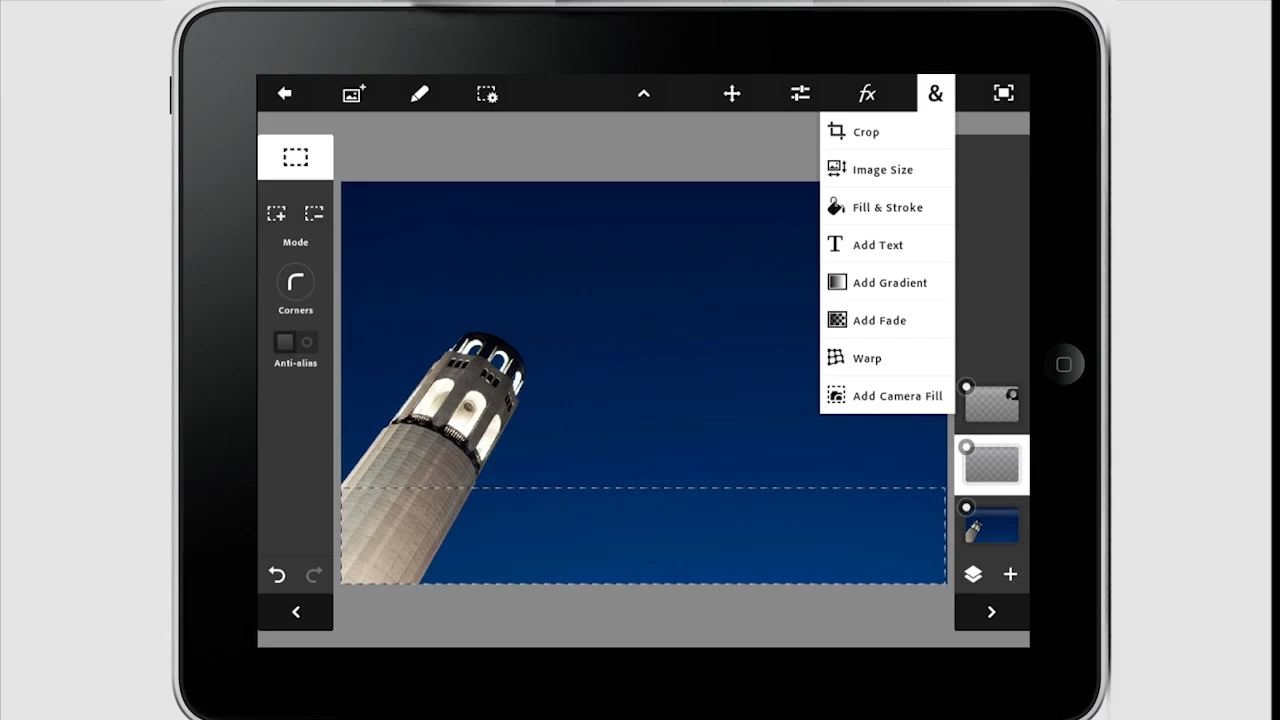 fx
&
Crop
Image Size
Fill & Stroke
T
Add Text
Add Gradient
Add Fade
Warp
Add Camera Fill
Mode
Corners
Anti-alias